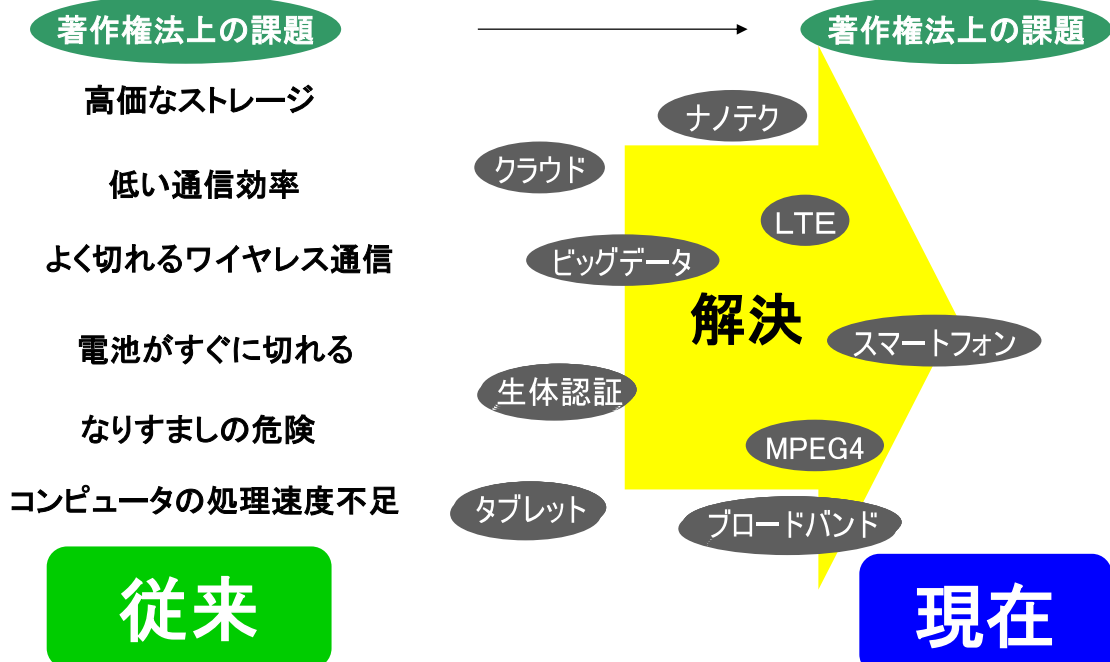 著作権法上の課題
著作権法上の課題
高価なストレージ
ナノテク
クラウド
低い通信効率
LTE
よく切れるワイヤレス通信
ビッグデータ
解決
電池がすぐに切れる
スマートフォン
生体認証
なりすましの危険
MPEG4
コンピュータの処理速度不足
タブレット
ブロードバンド
従来
現在